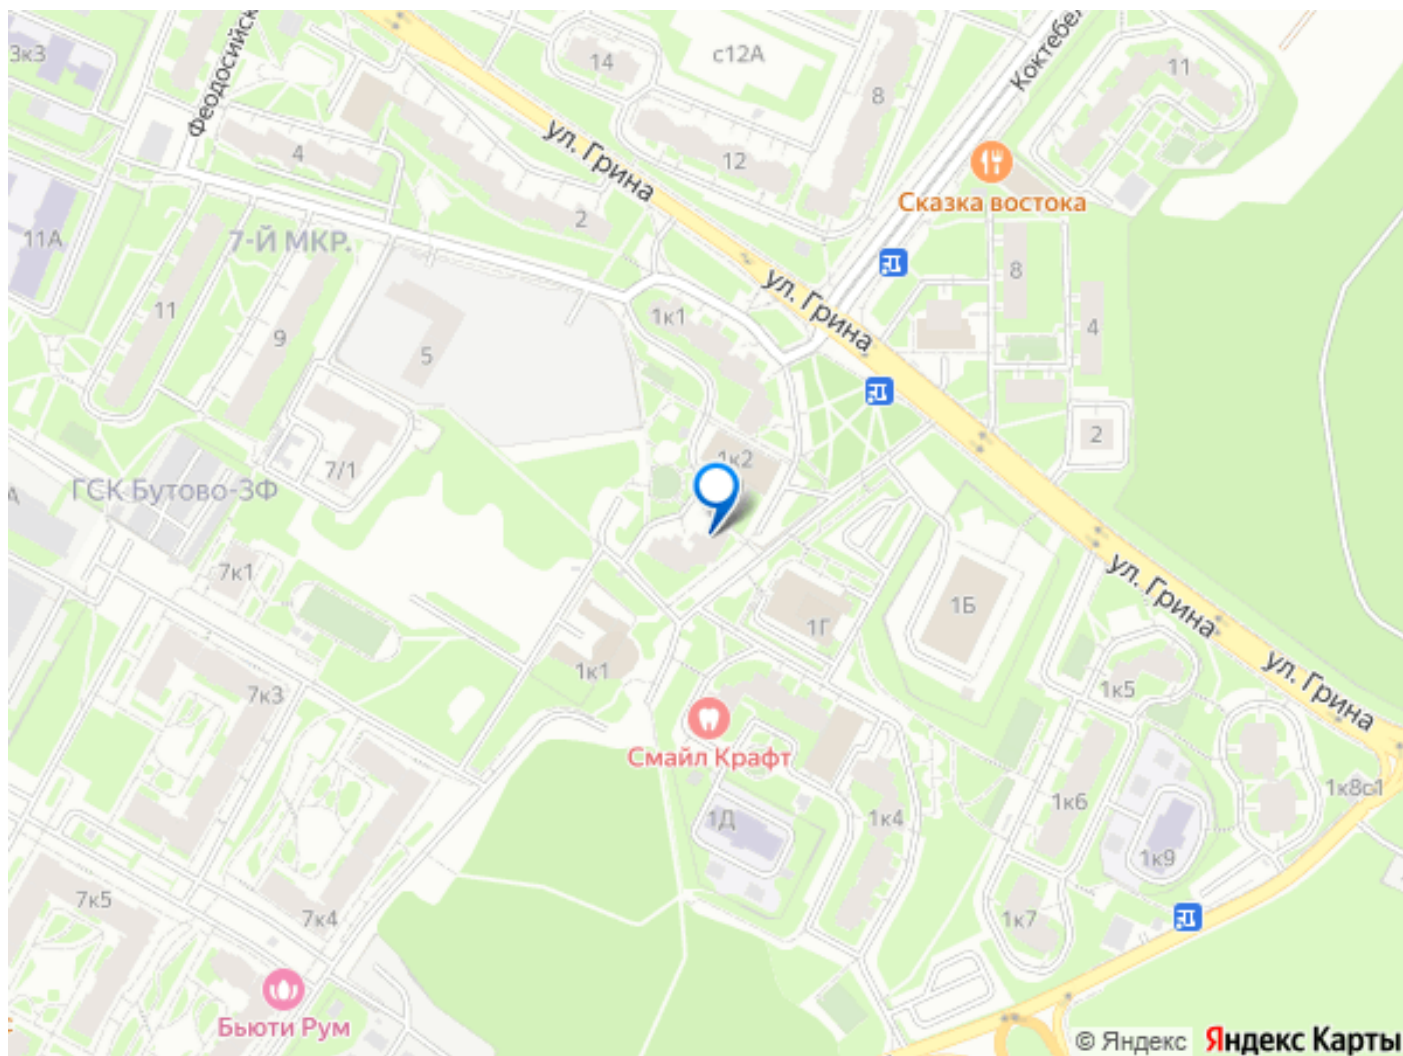 3к3
Феодосийск
14
с12А
8
11
Коктебел
ул. Грина
4
12
2
Сказка востока
11А
7-Й МКР.
11
9
5
1к1
ул. Грина
8
4
2
7/1
ГСК Бутово-3Ф
А
1к2
7к1
1Б
1Г
ул. Грина
1к1
7к3
1к5
ул. Грина
Смайл Крафт
1Д
1к4
1к6
1к8с1
1к9
7к5
7к4
1к7
Бьюти Рум
© Яндекс
Яндекс Карты